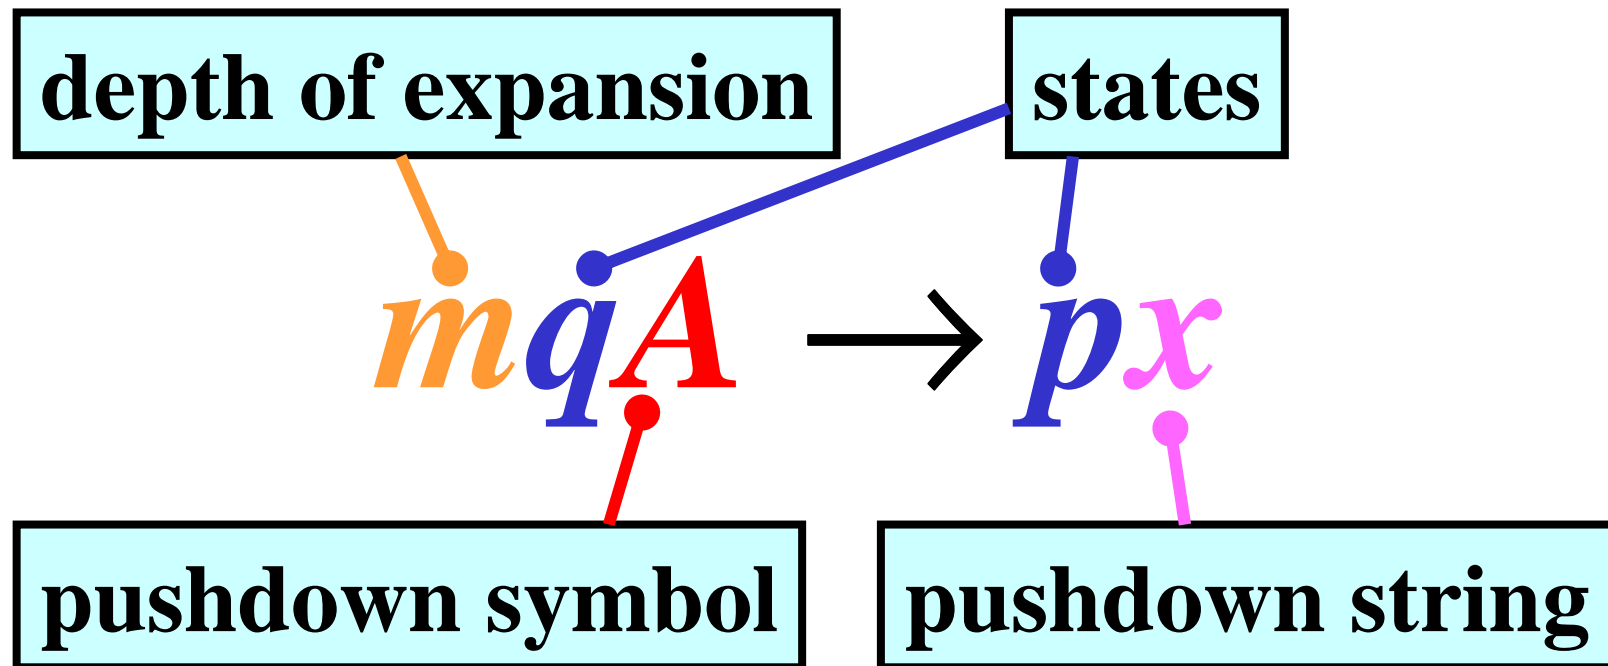 depth of expansion states
mqA → px
pushdown symbol pushdown string